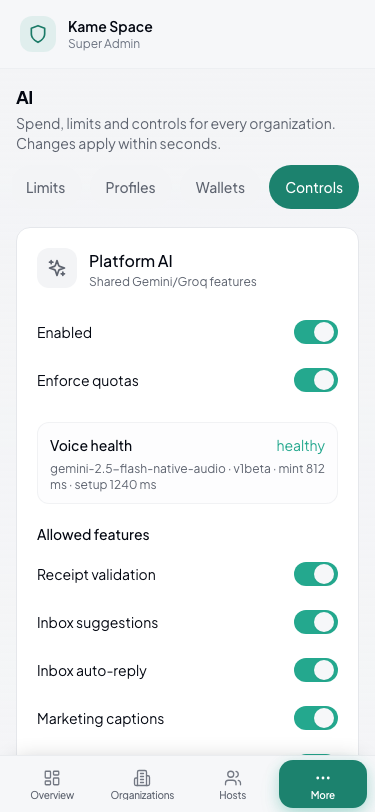 Kame Space
Super Admin
AI
Spend, limits and controls for every organization.
Changes apply within seconds.
Limits
Profiles
Wallets
Controls
Platform AI
Shared Gemini/Groq features
Enabled
Enforce quotas
Voice health
healthy
gemini-2.5-flash-native-audio · v1beta · mint 812
ms · setup 1240 ms
Allowed features
Receipt validation
Inbox suggestions
Inbox auto-reply
Marketing captions
Overview
Organizations
Hosts
More